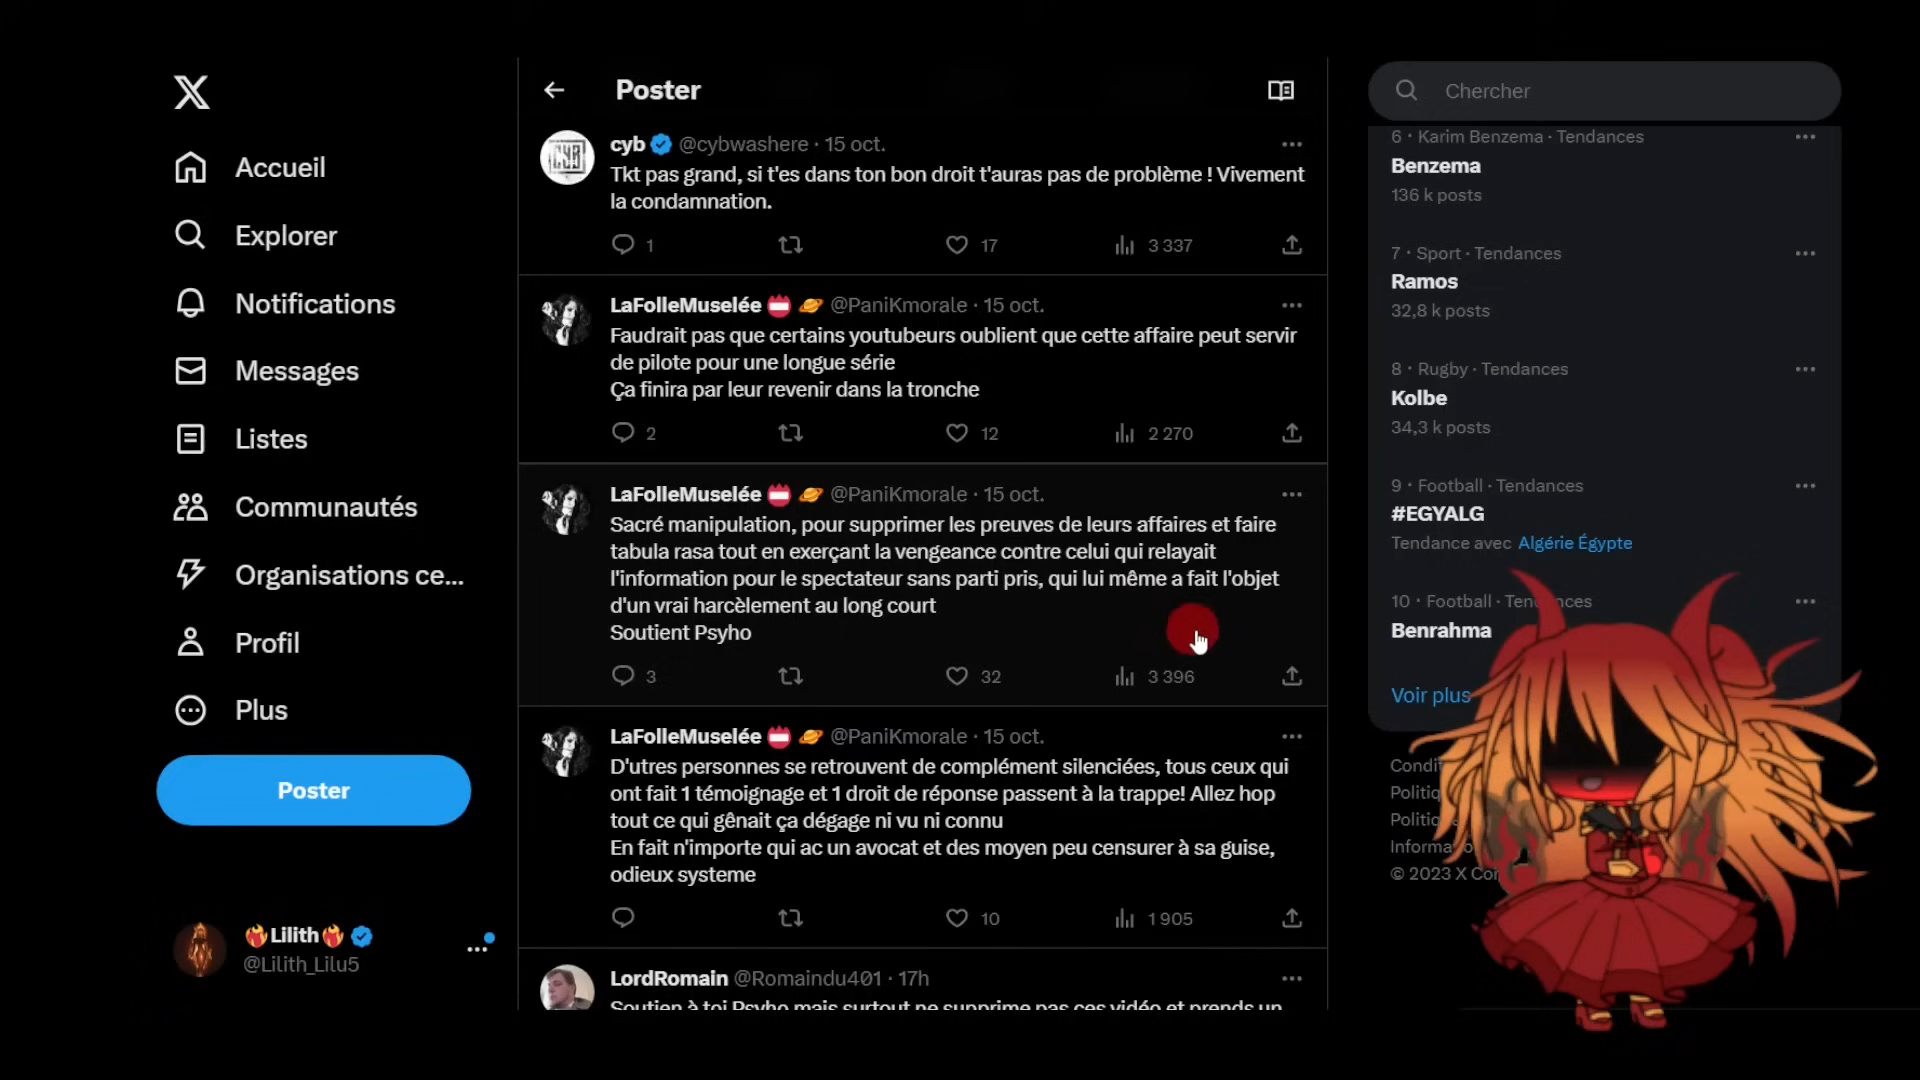 Accueil
Explorer
Notifications
Messages
Listes
Communautés
Organisations ce...
Profil
Plus
Poster
Lilith
@Lilith_Lilu5
Poster
cyb @cybwashere · 15 oct.
Tkt pas grand, si t'es dans ton bon droit t'auras pas de problème ! Vivement
la condamnation.
1 17 3 337
LaFolleMuselée @PaniKmorale · 15 oct.
Faudrait pas que certains youtubeurs oublient que cette affaire peut servir
de pilote pour une longue série
Ça finira par leur revenir dans la tronche
2 12 2 270
LaFolleMuselée @PaniKmorale · 15 oct.
Sacré manipulation, pour supprimer les preuves de leurs affaires et faire
tabula rasa tout en exerçant la vengeance contre celui qui relayait
l'information pour le spectateur sans parti pris, qui lui même a fait l'objet
d'un vrai harcèlement au long court
Soutient Psyho
3 32 3 396
LaFolleMuselée @PaniKmorale · 15 oct.
D'utres personnes se retrouvent de complément silenciées, tous ceux qui
ont fait 1 témoignage et 1 droit de réponse passent à la trappe! Allez hop
tout ce qui gênait ça dégage ni vu ni connu
En fait n'importe qui ac un avocat et des moyen peu censurer à sa guise,
odieux systeme
10 1 905
LordRomain @Romaindu401 · 17h
Soutien à toi Psyho mais surtout ne supprime pas ces vidéo et prends un
Chercher
6 · Karim Benzema · Tendances
Benzema
136 k posts
7 · Sport · Tendances
Ramos
32,8 k posts
8 · Rugby · Tendances
Kolbe
34,3 k posts
9 · Football · Tendances
#EGYALG
Tendance avec Algérie Égypte
10 · Football · Tendances
Benrahma
Voir plus
Condi
Politiq
Politiq
Informa
© 2023 X Cor